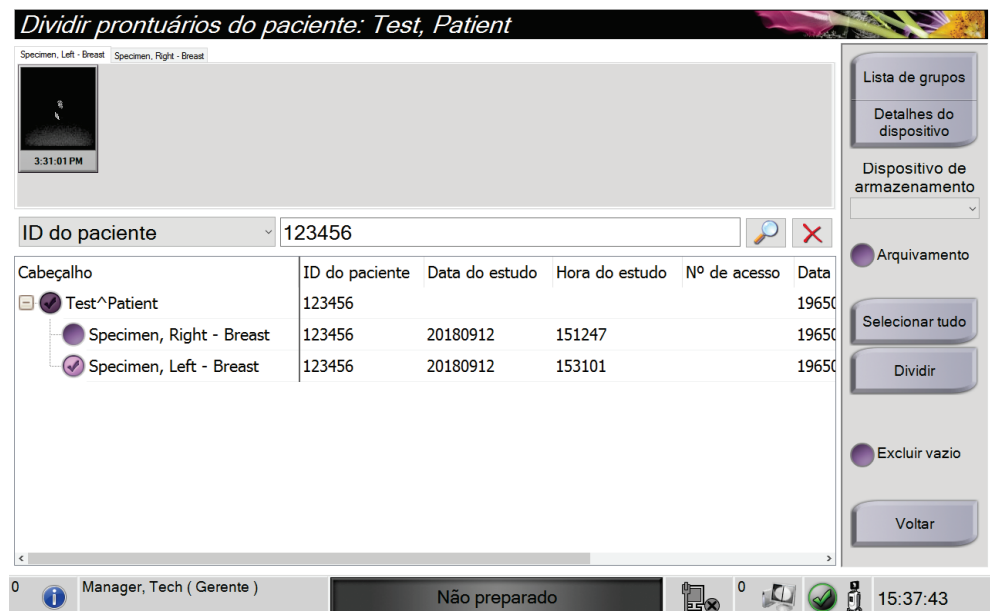 Dividir prontuários do paciente: Test, Patient
Specimen, Left - Breast Specimen, Right - Breast
3:31:01 PM
Lista de grupos
Detalhes do
dispositivo
Dispositivo de
armazenamento
ID do paciente 123456
Arquivamento
Cabeçalho ID do paciente Data do estudo Hora do estudo Nº de acesso Data
Test^Patient 123456 19650
Specimen, Right - Breast 123456 20180912 151247 19650
Specimen, Left - Breast 123456 20180912 153101 19650
Selecionar tudo
Dividir
Excluir vazio
Voltar
0 Manager, Tech ( Gerente ) Não preparado 0 15:37:43